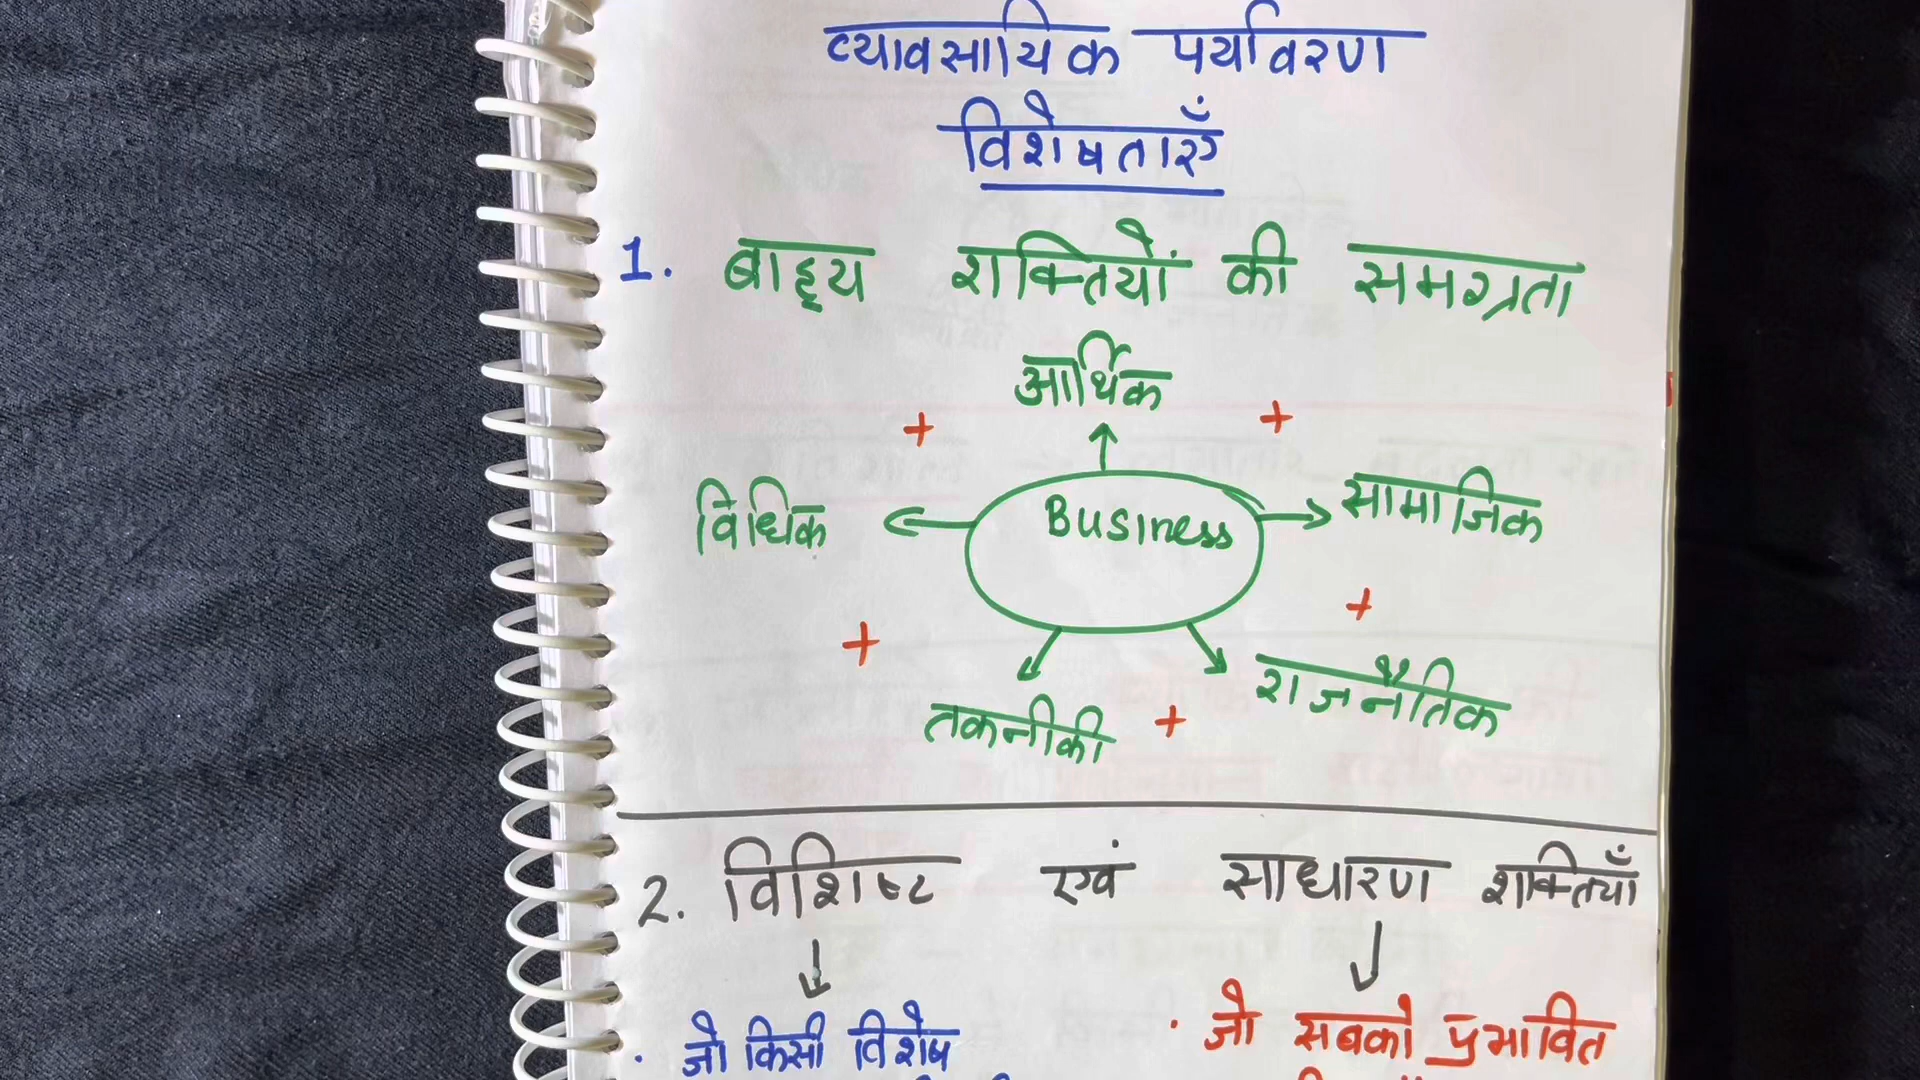 व्यावसायिक पर्यावरण
विशेषताएँ
1. बाह्य शक्तियों की समग्रता
आर्थिक
+ +
विधिक Business सामाजिक
+ +
तकनीकी + राजनैतिक
2. विशिष्ट एवं साधारण शक्तियाँ
· जो किसी विशेष · जो सबको प्रभावित